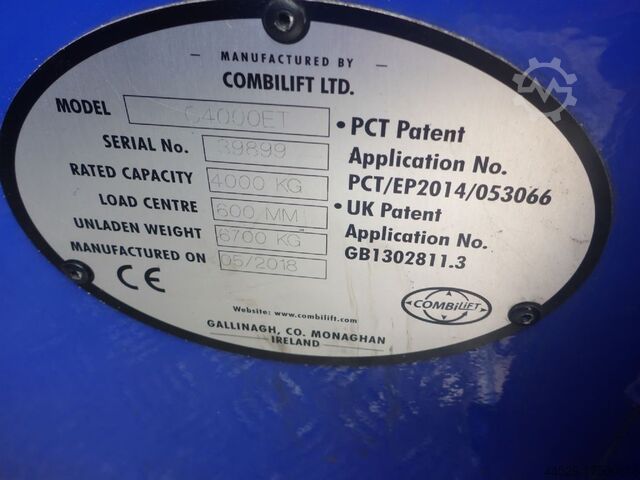 MANUFACTURED BY
COMBILIFT LTD.
MODEL C4000ET
SERIAL No. 39899
RATED CAPACITY 4000 KG
LOAD CENTRE 600 MM
UNLADEN WEIGHT 6700 KG
MANUFACTURED ON 05/2018
• PCT Patent
Application No.
PCT/EP2014/053066
• UK Patent
Application No.
GB1302811.3
CE
COMBiLiFT
Website: www.combilift.com
GALLINAGH, CO. MONAGHAN
IRELAND